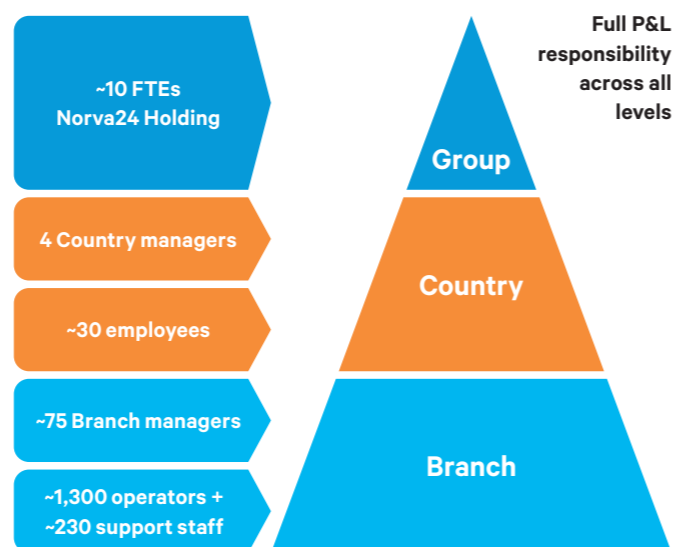 ~10 FTEs
Norva24 Holding
4 Country managers
~30 employees
~75 Branch managers
~1,300 operators +
~230 support staff
Group
Country
Branch
Full P&L
responsibility
across all
levels